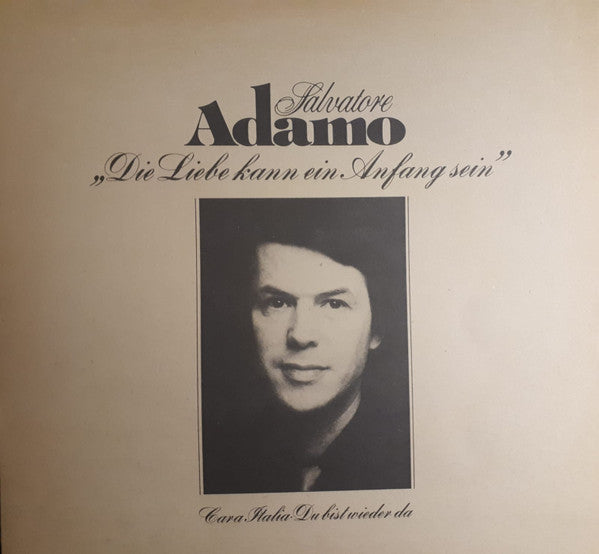 Salvatore
Adamo
„Die Liebe kann ein Anfang sein”
Cara Italia · Du bist wieder da